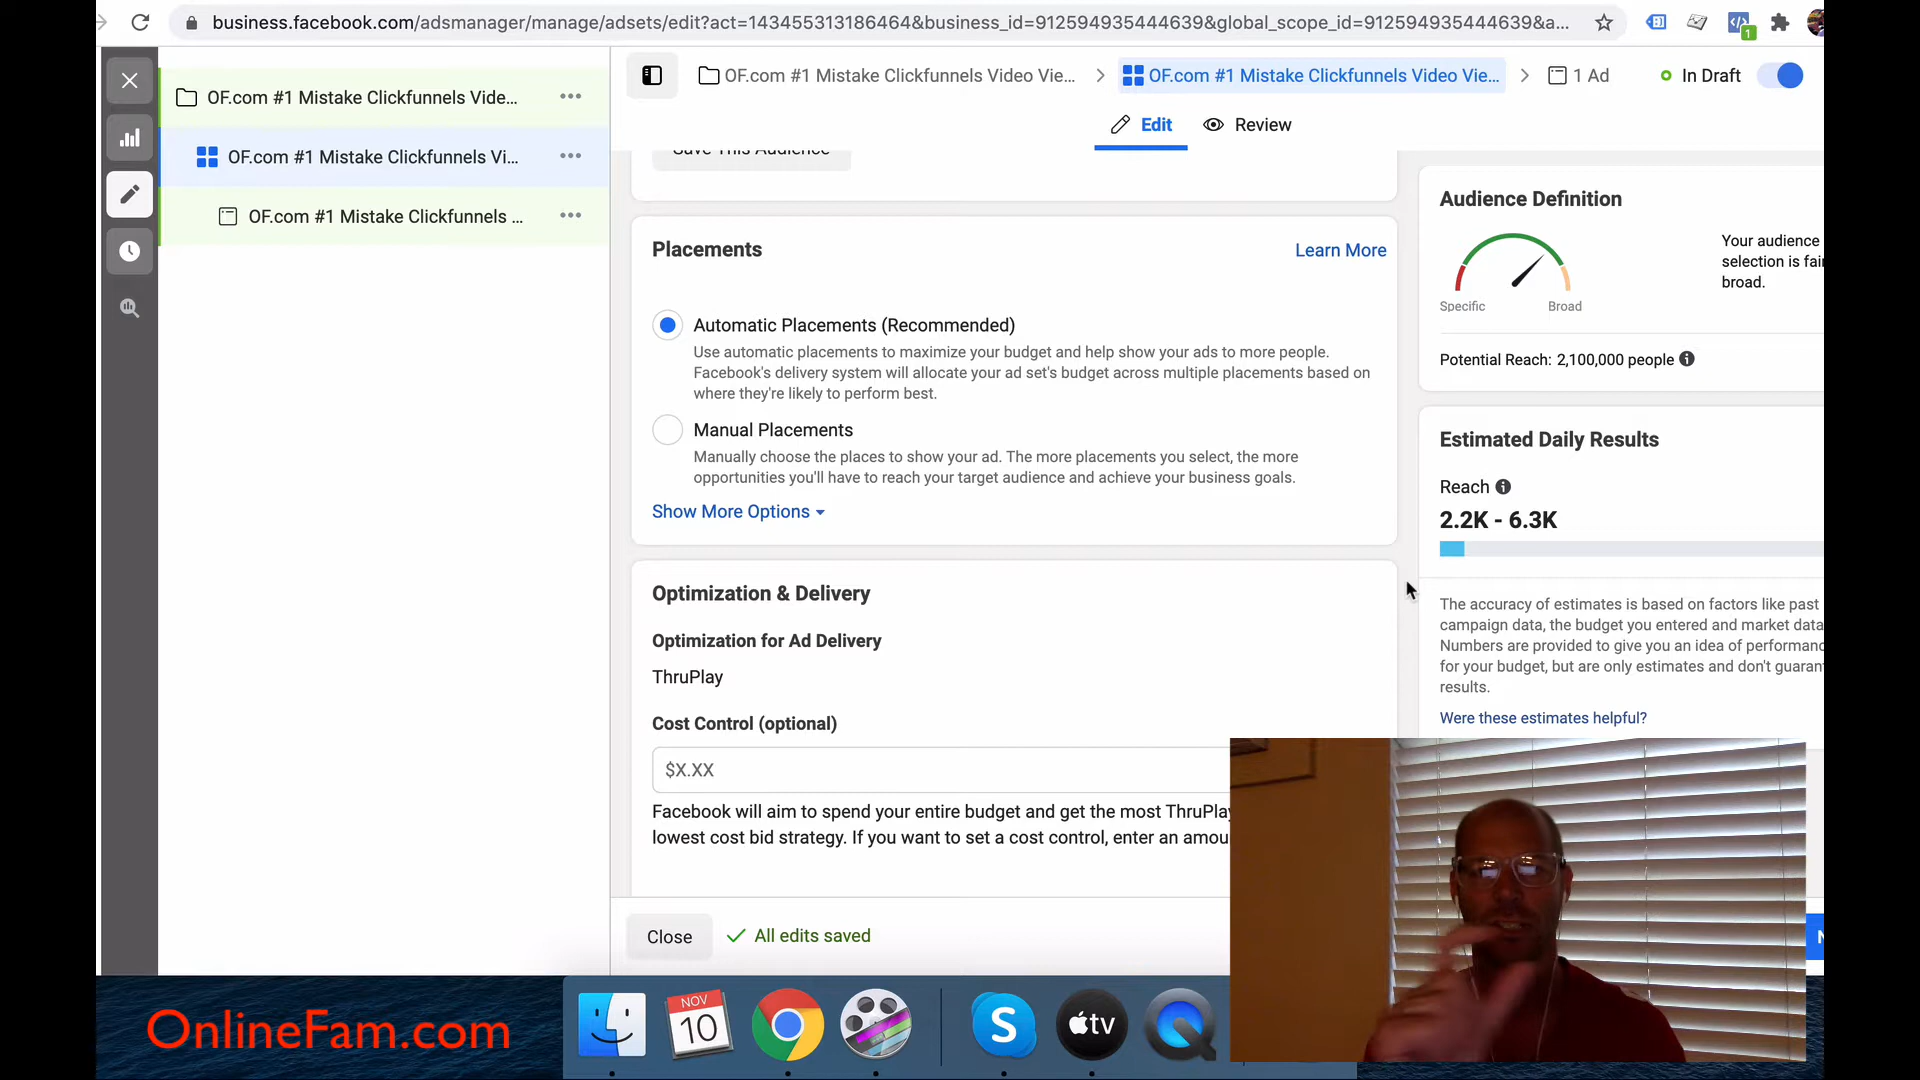 business.facebook.com/adsmanager/manage/adsets/edit?act=143455313186464&business_id=912594935444639&global_scope_id=912594935444639&a...
1
OF.com #1 Mistake Clickfunnels Vide...
OF.com #1 Mistake Clickfunnels Vi...
OF.com #1 Mistake Clickfunnels ...
OF.com #1 Mistake Clickfunnels Video Vie...
OF.com #1 Mistake Clickfunnels Video Vie...
1 Ad
In Draft
Edit
Review
Save This Audience
Placements
Learn More
Automatic Placements (Recommended)
Use automatic placements to maximize your budget and help show your ads to more people.
Facebook's delivery system will allocate your ad set's budget across multiple placements based on
where they're likely to perform best.
Manual Placements
Manually choose the places to show your ad. The more placements you select, the more
opportunities you'll have to reach your target audience and achieve your business goals.
Show More Options
Optimization & Delivery
Optimization for Ad Delivery
ThruPlay
Cost Control (optional)
$X.XX
Facebook will aim to spend your entire budget and get the most ThruPlay
lowest cost bid strategy. If you want to set a cost control, enter an amou
Close
All edits saved
Audience Definition
Your audience
selection is fai
broad.
Specific
Broad
Potential Reach: 2,100,000 people
Estimated Daily Results
Reach
2.2K - 6.3K
The accuracy of estimates is based on factors like past
campaign data, the budget you entered and market data
Numbers are provided to give you an idea of performanc
for your budget, but are only estimates and don't guaran
results.
Were these estimates helpful?
N
OnlineFam.com
NOV
10
S
tv